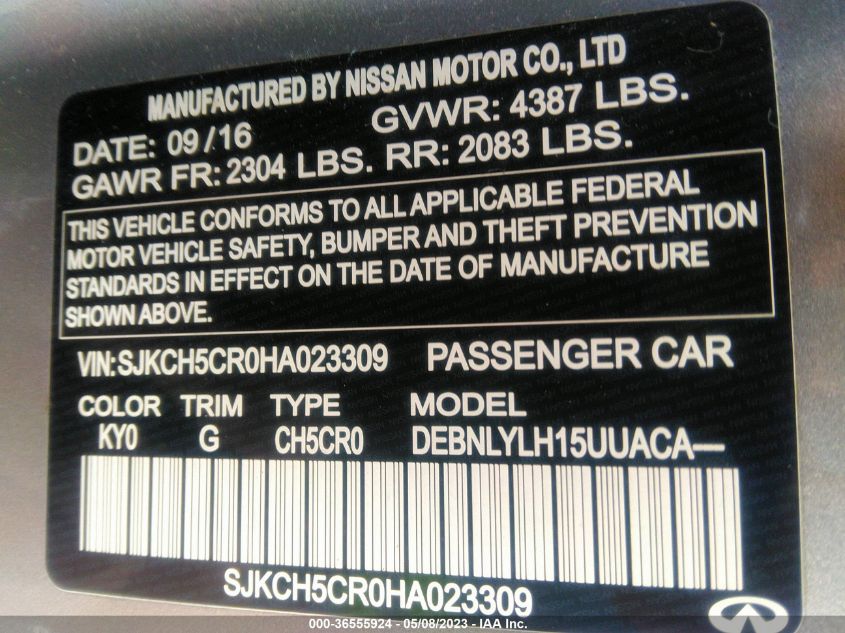 MANUFACTURED BY NISSAN MOTOR CO., LTD
DATE: 09/16 GVWR: 4387 LBS.
GAWR FR: 2304 LBS. RR: 2083 LBS.
THIS VEHICLE CONFORMS TO ALL APPLICABLE FEDERAL
MOTOR VEHICLE SAFETY, BUMPER AND THEFT PREVENTION
STANDARDS IN EFFECT ON THE DATE OF MANUFACTURE
SHOWN ABOVE.
VIN: SJKCH5CR0HA023309 PASSENGER CAR
COLOR TRIM TYPE MODEL
KY0 G CH5CR0 DEBNLYLH15UUACA—
SJKCH5CR0HA023309
000-36555924 - 05/08/2023 - IAA Inc.